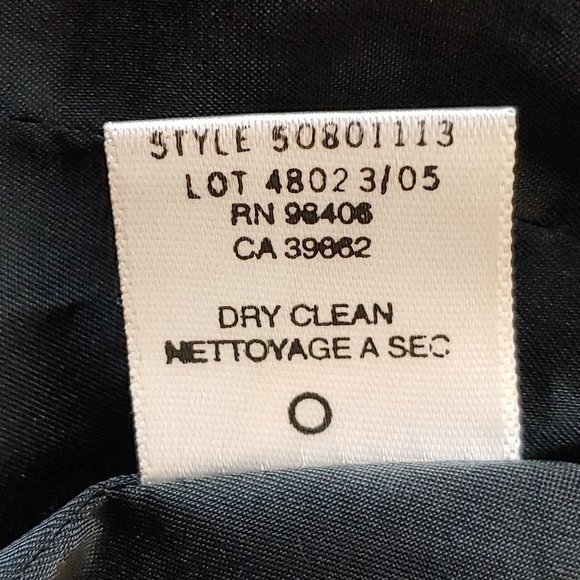 STYLE 50801113
LOT 4802 3/05
RN 98406
CA 39862
DRY CLEAN
NETTOYAGE A SEC